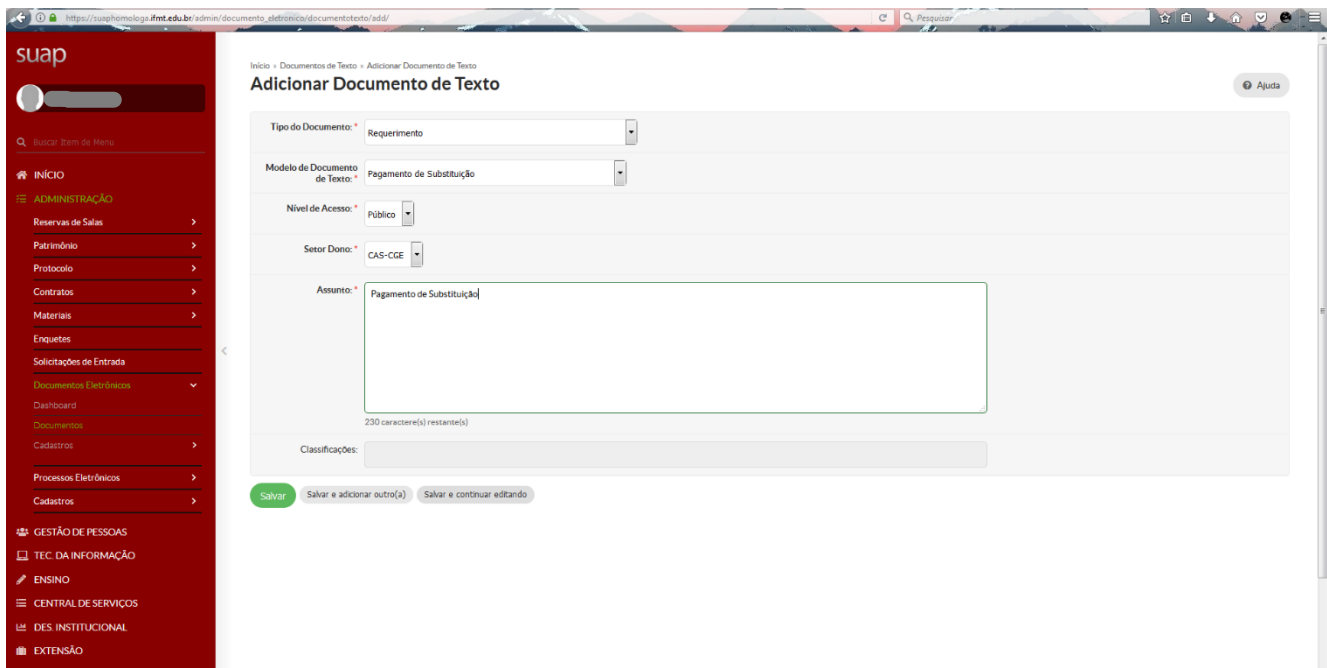 https://suaphomologa.ifmt.edu.br/admin/documento_eletronico/documentotexto/add/
Pesquisar
suap
Buscar Item de Menu
INÍCIO
ADMINISTRAÇÃO
Reservas de Salas
Patrimônio
Protocolo
Contratos
Materiais
Enquetes
Solicitações de Entrada
Documentos Eletrônicos
Dashboard
Documentos
Cadastros
Processos Eletrônicos
Cadastros
GESTÃO DE PESSOAS
TEC. DA INFORMAÇÃO
ENSINO
CENTRAL DE SERVIÇOS
DES. INSTITUCIONAL
EXTENSÃO
Início » Documentos de Texto » Adicionar Documento de Texto
Adicionar Documento de Texto
Ajuda
Tipo do Documento: * Requerimento
Modelo de Documento
de Texto: * Pagamento de Substituição
Nível de Acesso: * Público
Setor Dono: * CAS-CGE
Assunto: * Pagamento de Substituição
230 caractere(s) restante(s)
Classificações:
Salvar Salvar e adicionar outro(a) Salvar e continuar editando